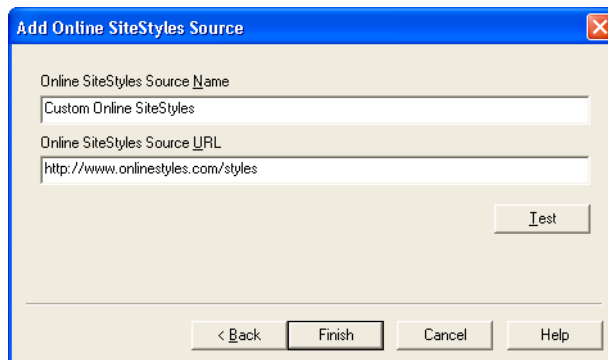 Add Online SiteStyles Source
Online SiteStyles Source Name
Custom Online SiteStyles
Online SiteStyles Source URL
http://www.onlinestyles.com/styles
Test
< Back Finish Cancel Help